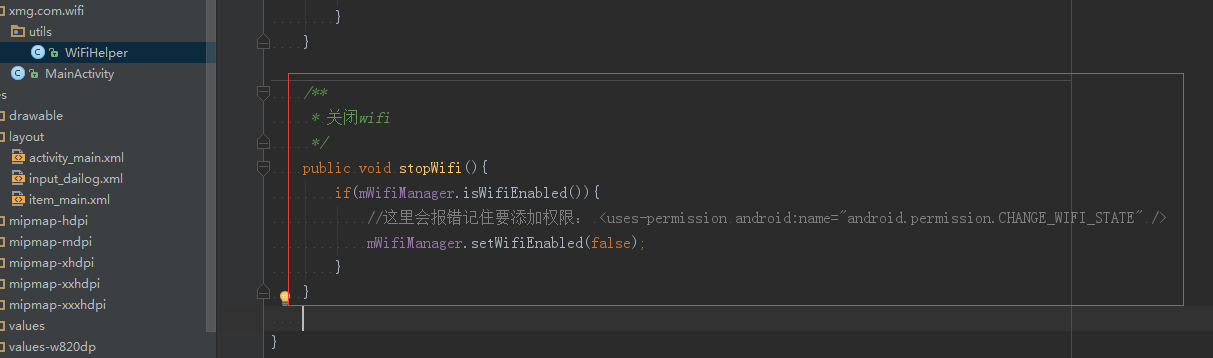 xmg.com.wifi
utils
WiFiHelper
MainActivity
es
drawable
layout
activity_main.xml
input_dailog.xml
item_main.xml
mipmap-hdpi
mipmap-mdpi
mipmap-xhdpi
mipmap-xxhdpi
mipmap-xxxhdpi
values
values-w820dp
}
}
/**
* 关闭wifi
*/
public void stopWifi(){
if(mWifiManager.isWifiEnabled()){
//这里会报错记住要添加权限: <uses-permission android:name="android.permission.CHANGE_WIFI_STATE" />
mWifiManager.setWifiEnabled(false);
}
}
}